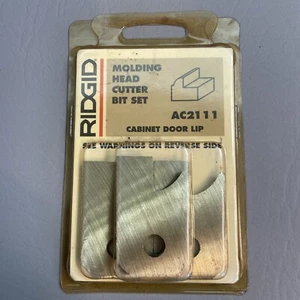 RIDGID
MOLDING
HEAD
CUTTER
BIT SET
AC2111
CABINET DOOR LIP
SEE WARNINGS ON REVERSE SIDE